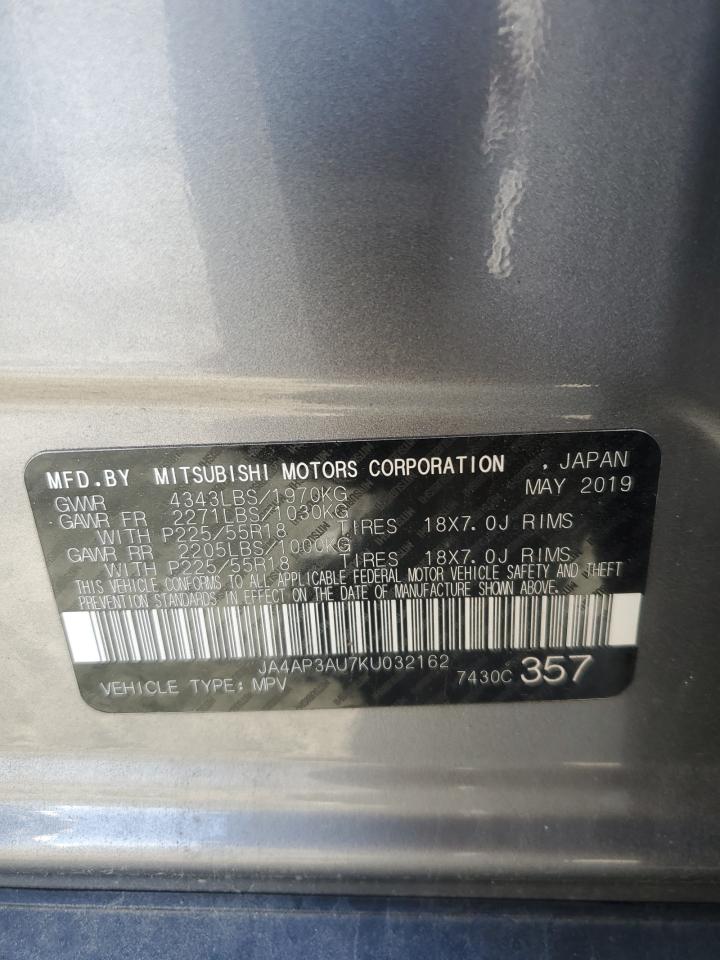 MFD.BY MITSUBISHI MOTORS CORPORATION , JAPAN
GVWR 4343LBS/1970KG MAY 2019
GAWR FR 2271LBS/1030KG
WITH P225/55R18 TIRES 18X7.0J RIMS
GAWR RR 2205LBS/1000KG
WITH P225/55R18 TIRES 18X7.0J RIMS
THIS VEHICLE CONFORMS TO ALL APPLICABLE FEDERAL MOTOR VEHICLE SAFETY AND THEFT
PREVENTION STANDARDS IN EFFECT ON THE DATE OF MANUFACTURE SHOWN ABOVE.
JA4AP3AU7KU032162
VEHICLE TYPE: MPV 7430C 357